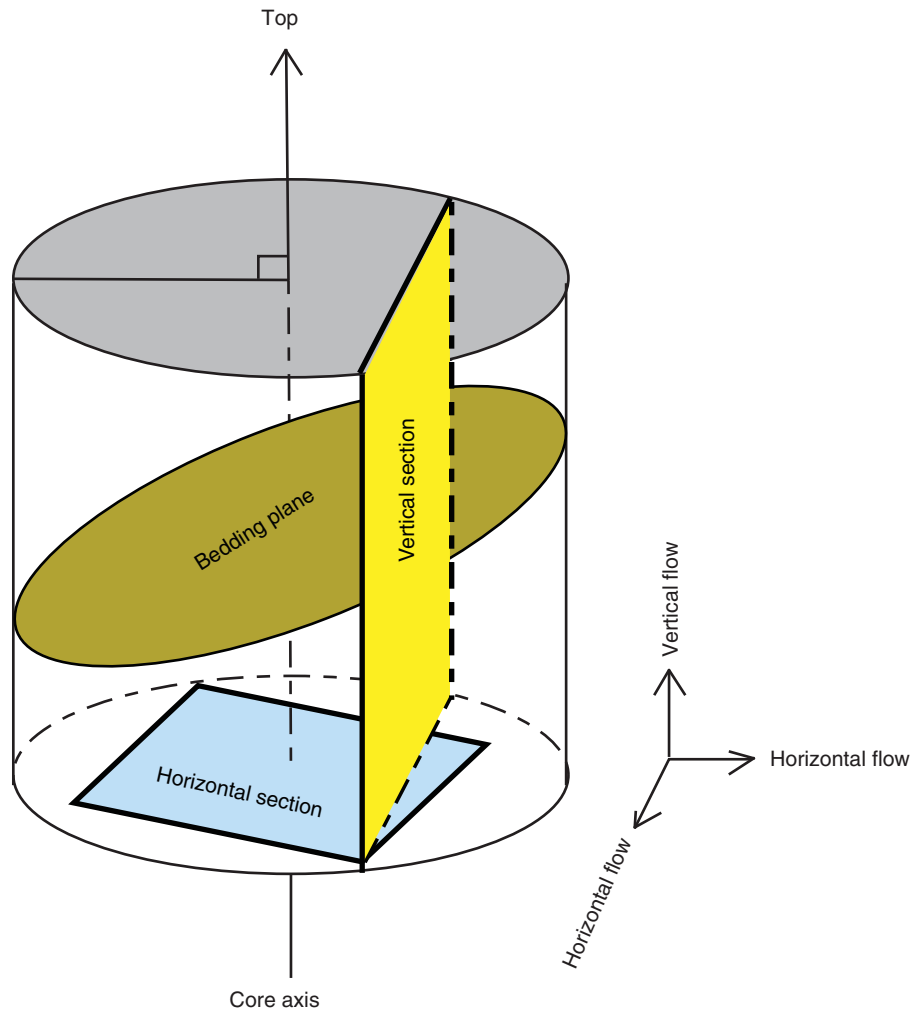 Top
Bedding plane
Vertical section
Horizontal section
Vertical flow
Horizontal flow
Horizontal flow
Core axis